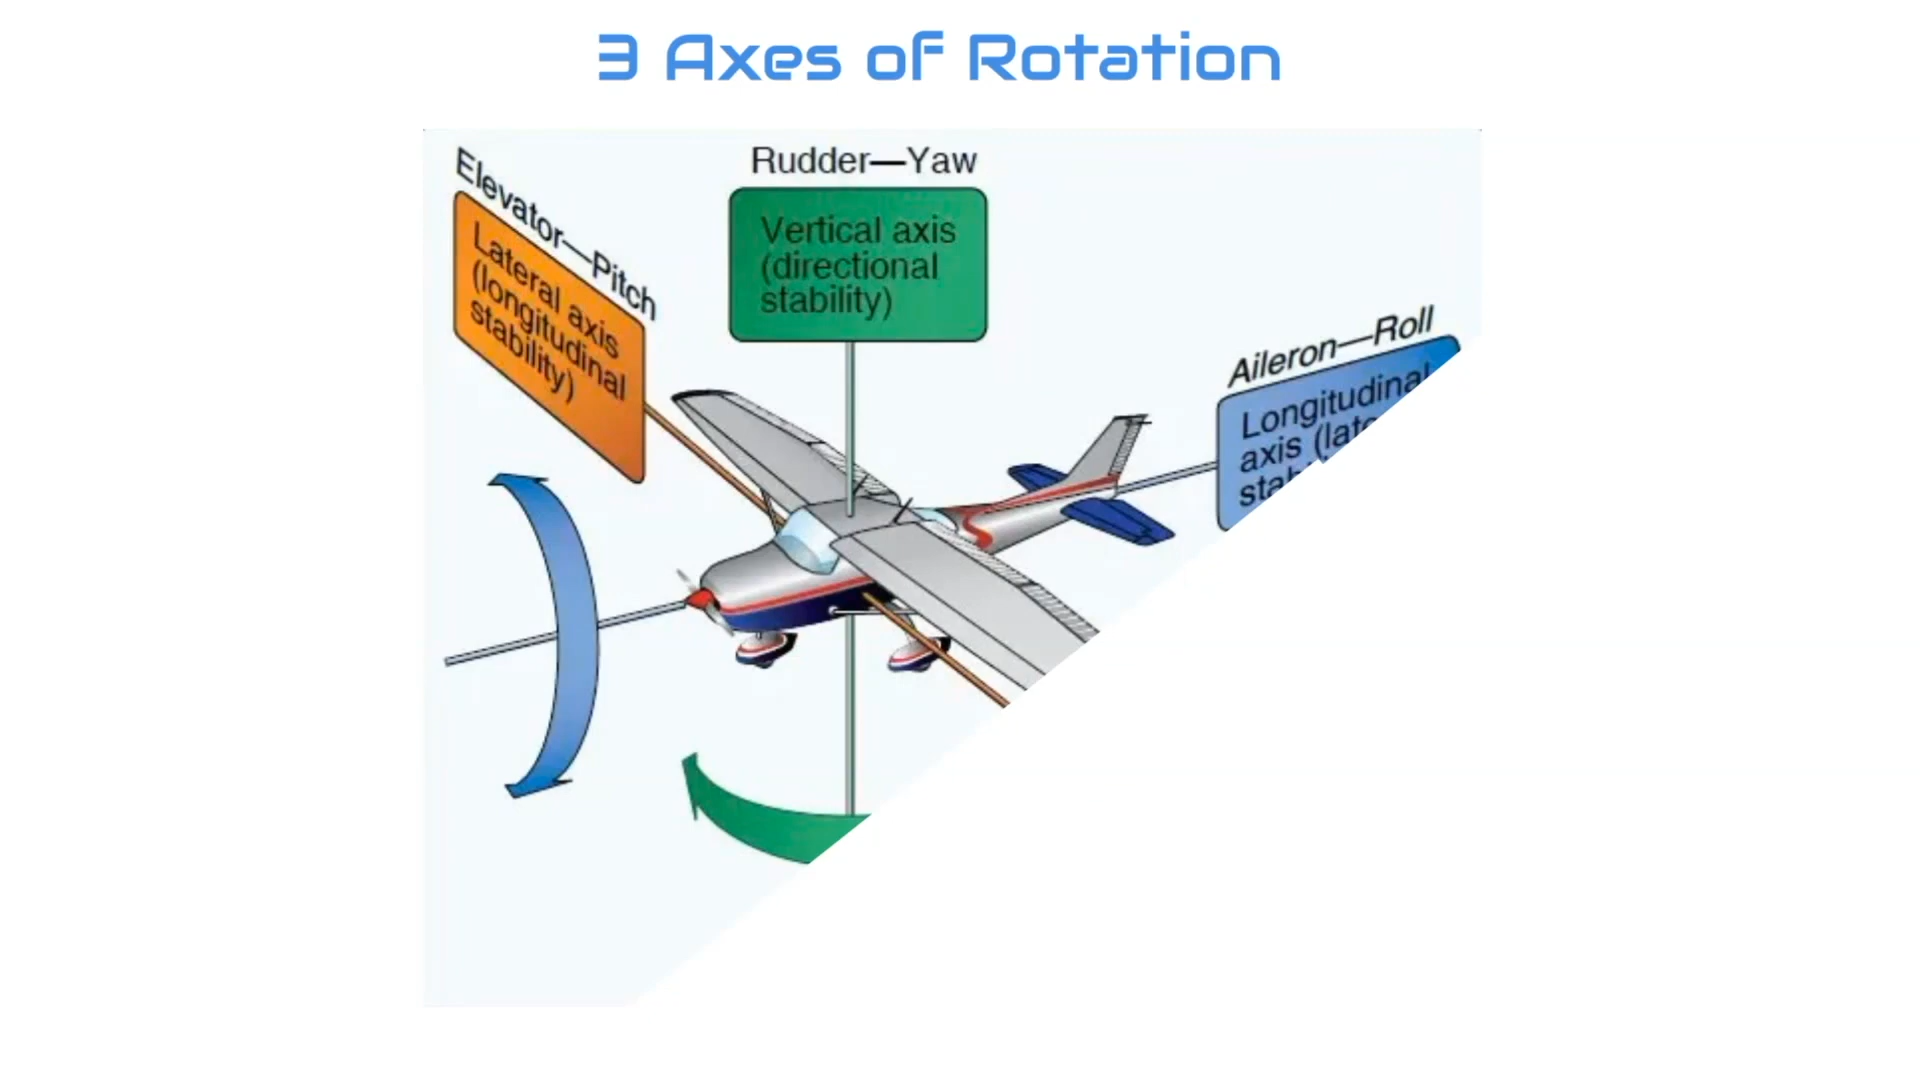 3 Axes of Rotation
Elevator—Pitch
Lateral axis
(longitudinal
stability)
Rudder—Yaw
Vertical axis
(directional
stability)
Aileron—Roll
Longitudinal
axis